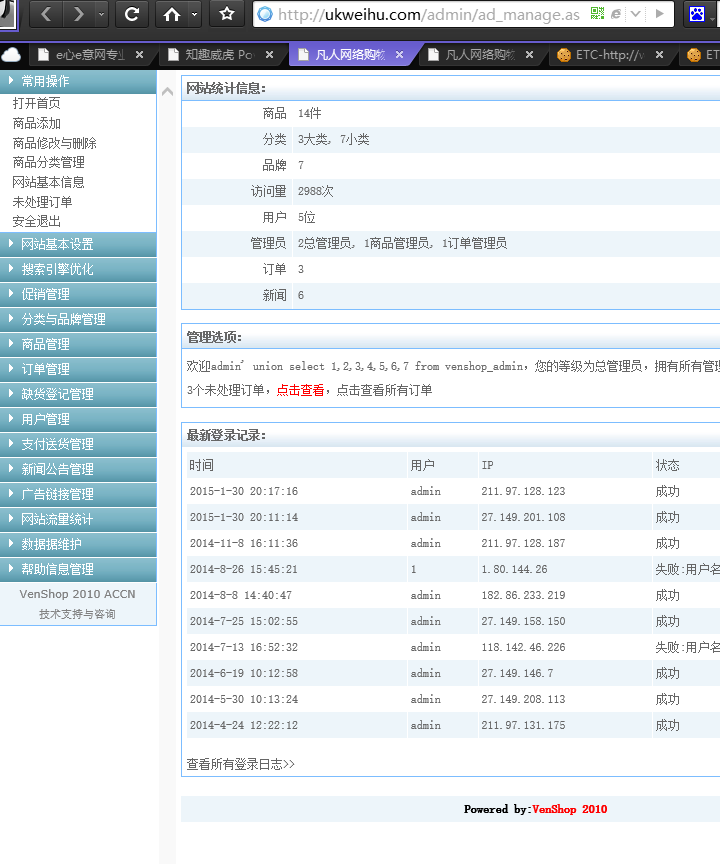 http://ukweihu.com/admin/ad_manage.as
e心e意网专业
知趣威虎 Po
凡人网络购物
凡人网络购物
ETC-http://v
ETC
常用操作
打开首页
商品添加
商品修改与删除
商品分类管理
网站基本信息
未处理订单
安全退出
网站基本设置
搜索引擎优化
促销管理
分类与品牌管理
商品管理
订单管理
缺货登记管理
用户管理
支付送货管理
新闻公告管理
广告链接管理
网站流量统计
数据据维护
帮助信息管理
VenShop 2010 ACCN
技术支持与咨询
网站统计信息：
商品 14件
分类 3大类, 7小类
品牌 7
访问量 2988次
用户 5位
管理员 2总管理员, 1商品管理员, 1订单管理员
订单 3
新闻 6
管理选项：
欢迎admin' union select 1,2,3,4,5,6,7 from venshop_admin，您的等级为总管理员，拥有所有管理
3个未处理订单，点击查看，点击查看所有订单
最新登录记录：
时间 用户 IP 状态
2015-1-30 20:17:16 admin 211.97.128.123 成功
2015-1-30 20:11:14 admin 27.149.201.108 成功
2014-11-8 16:11:36 admin 211.97.128.187 成功
2014-8-26 15:45:21 1 1.80.144.26 失败:用户名
2014-8-8 14:40:47 admin 182.86.233.219 成功
2014-7-25 15:02:55 admin 27.149.158.150 成功
2014-7-13 16:52:32 admin 118.142.46.226 失败:用户名
2014-6-19 10:12:58 admin 27.149.146.7 成功
2014-5-30 10:13:24 admin 27.149.208.113 成功
2014-4-24 12:22:12 admin 211.97.131.175 成功
查看所有登录日志>>
Powered by:VenShop 2010